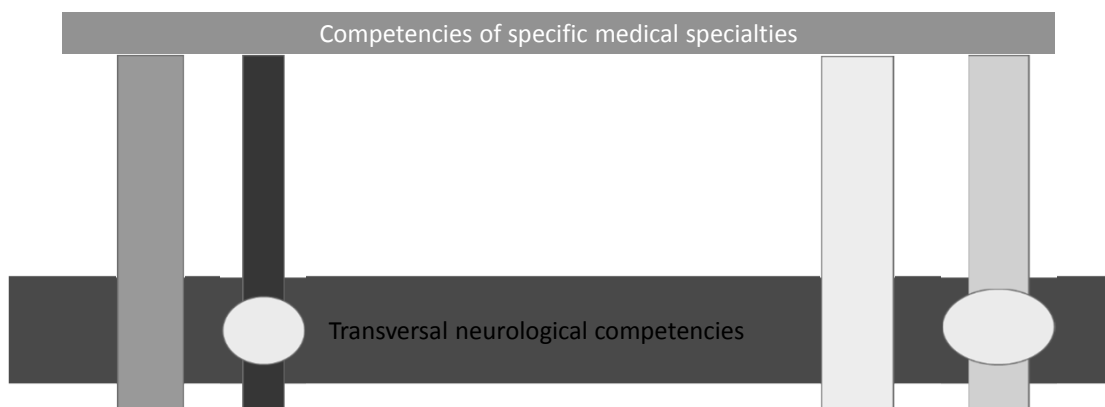 Competencies of specific medical specialties
Transversal neurological competencies